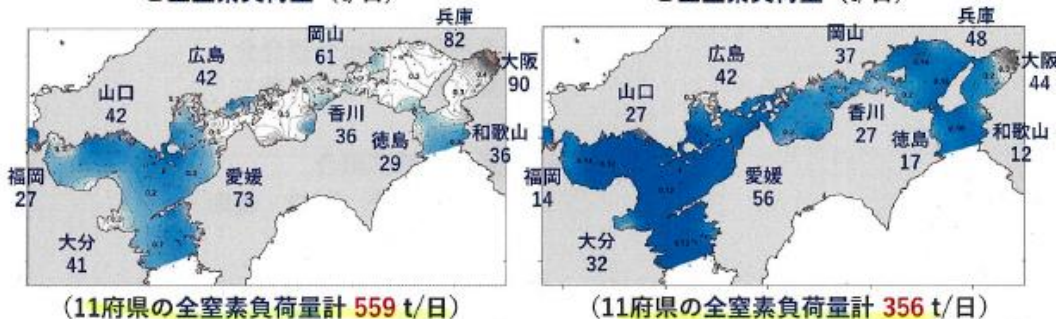 兵庫
82
岡山
61
広島
42
大阪
90
山口
42
香川
36
徳島
29
和歌山
36
福岡
27
愛媛
73
大分
41
(11府県の全窒素負荷量計 559 t/日)
兵庫
48
岡山
37
広島
42
大阪
44
山口
27
香川
27
徳島
17
和歌山
12
福岡
14
愛媛
56
大分
32
(11府県の全窒素負荷量計 356 t/日)